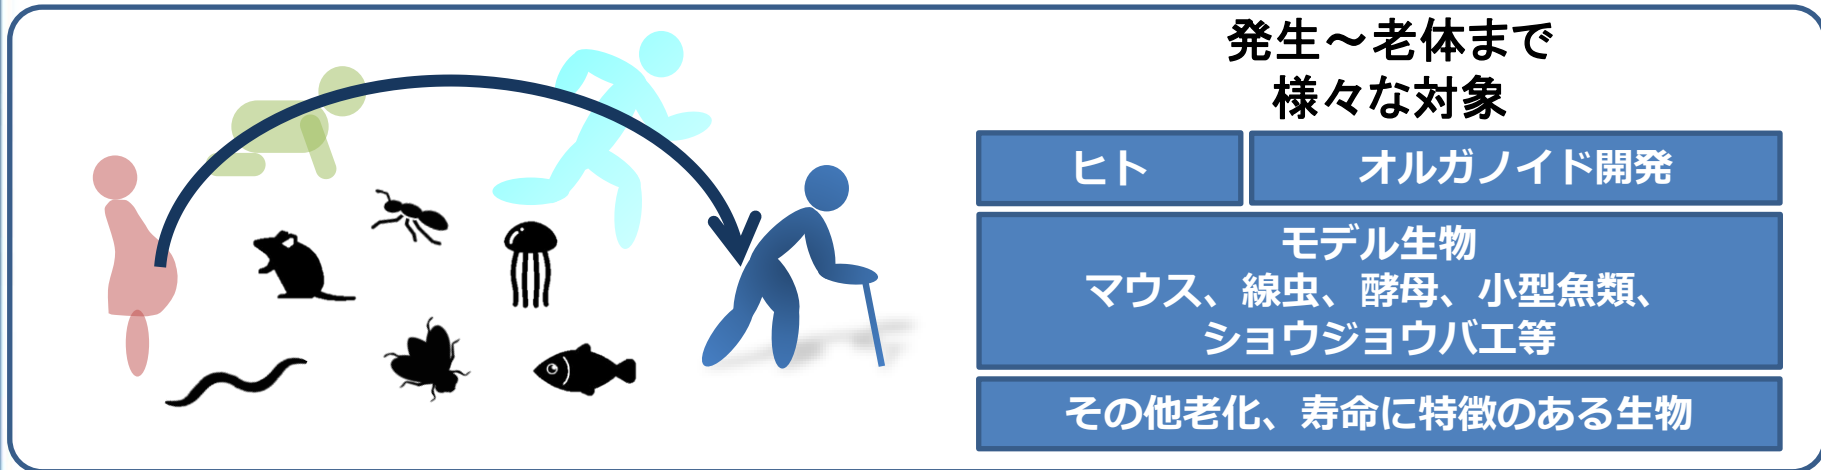 発生～老体まで
様々な対象
ヒト
オルガノイド開発
モデル生物
マウス、線虫、酵母、小型魚類、
ショウジョウバエ等
その他老化、寿命に特徴のある生物